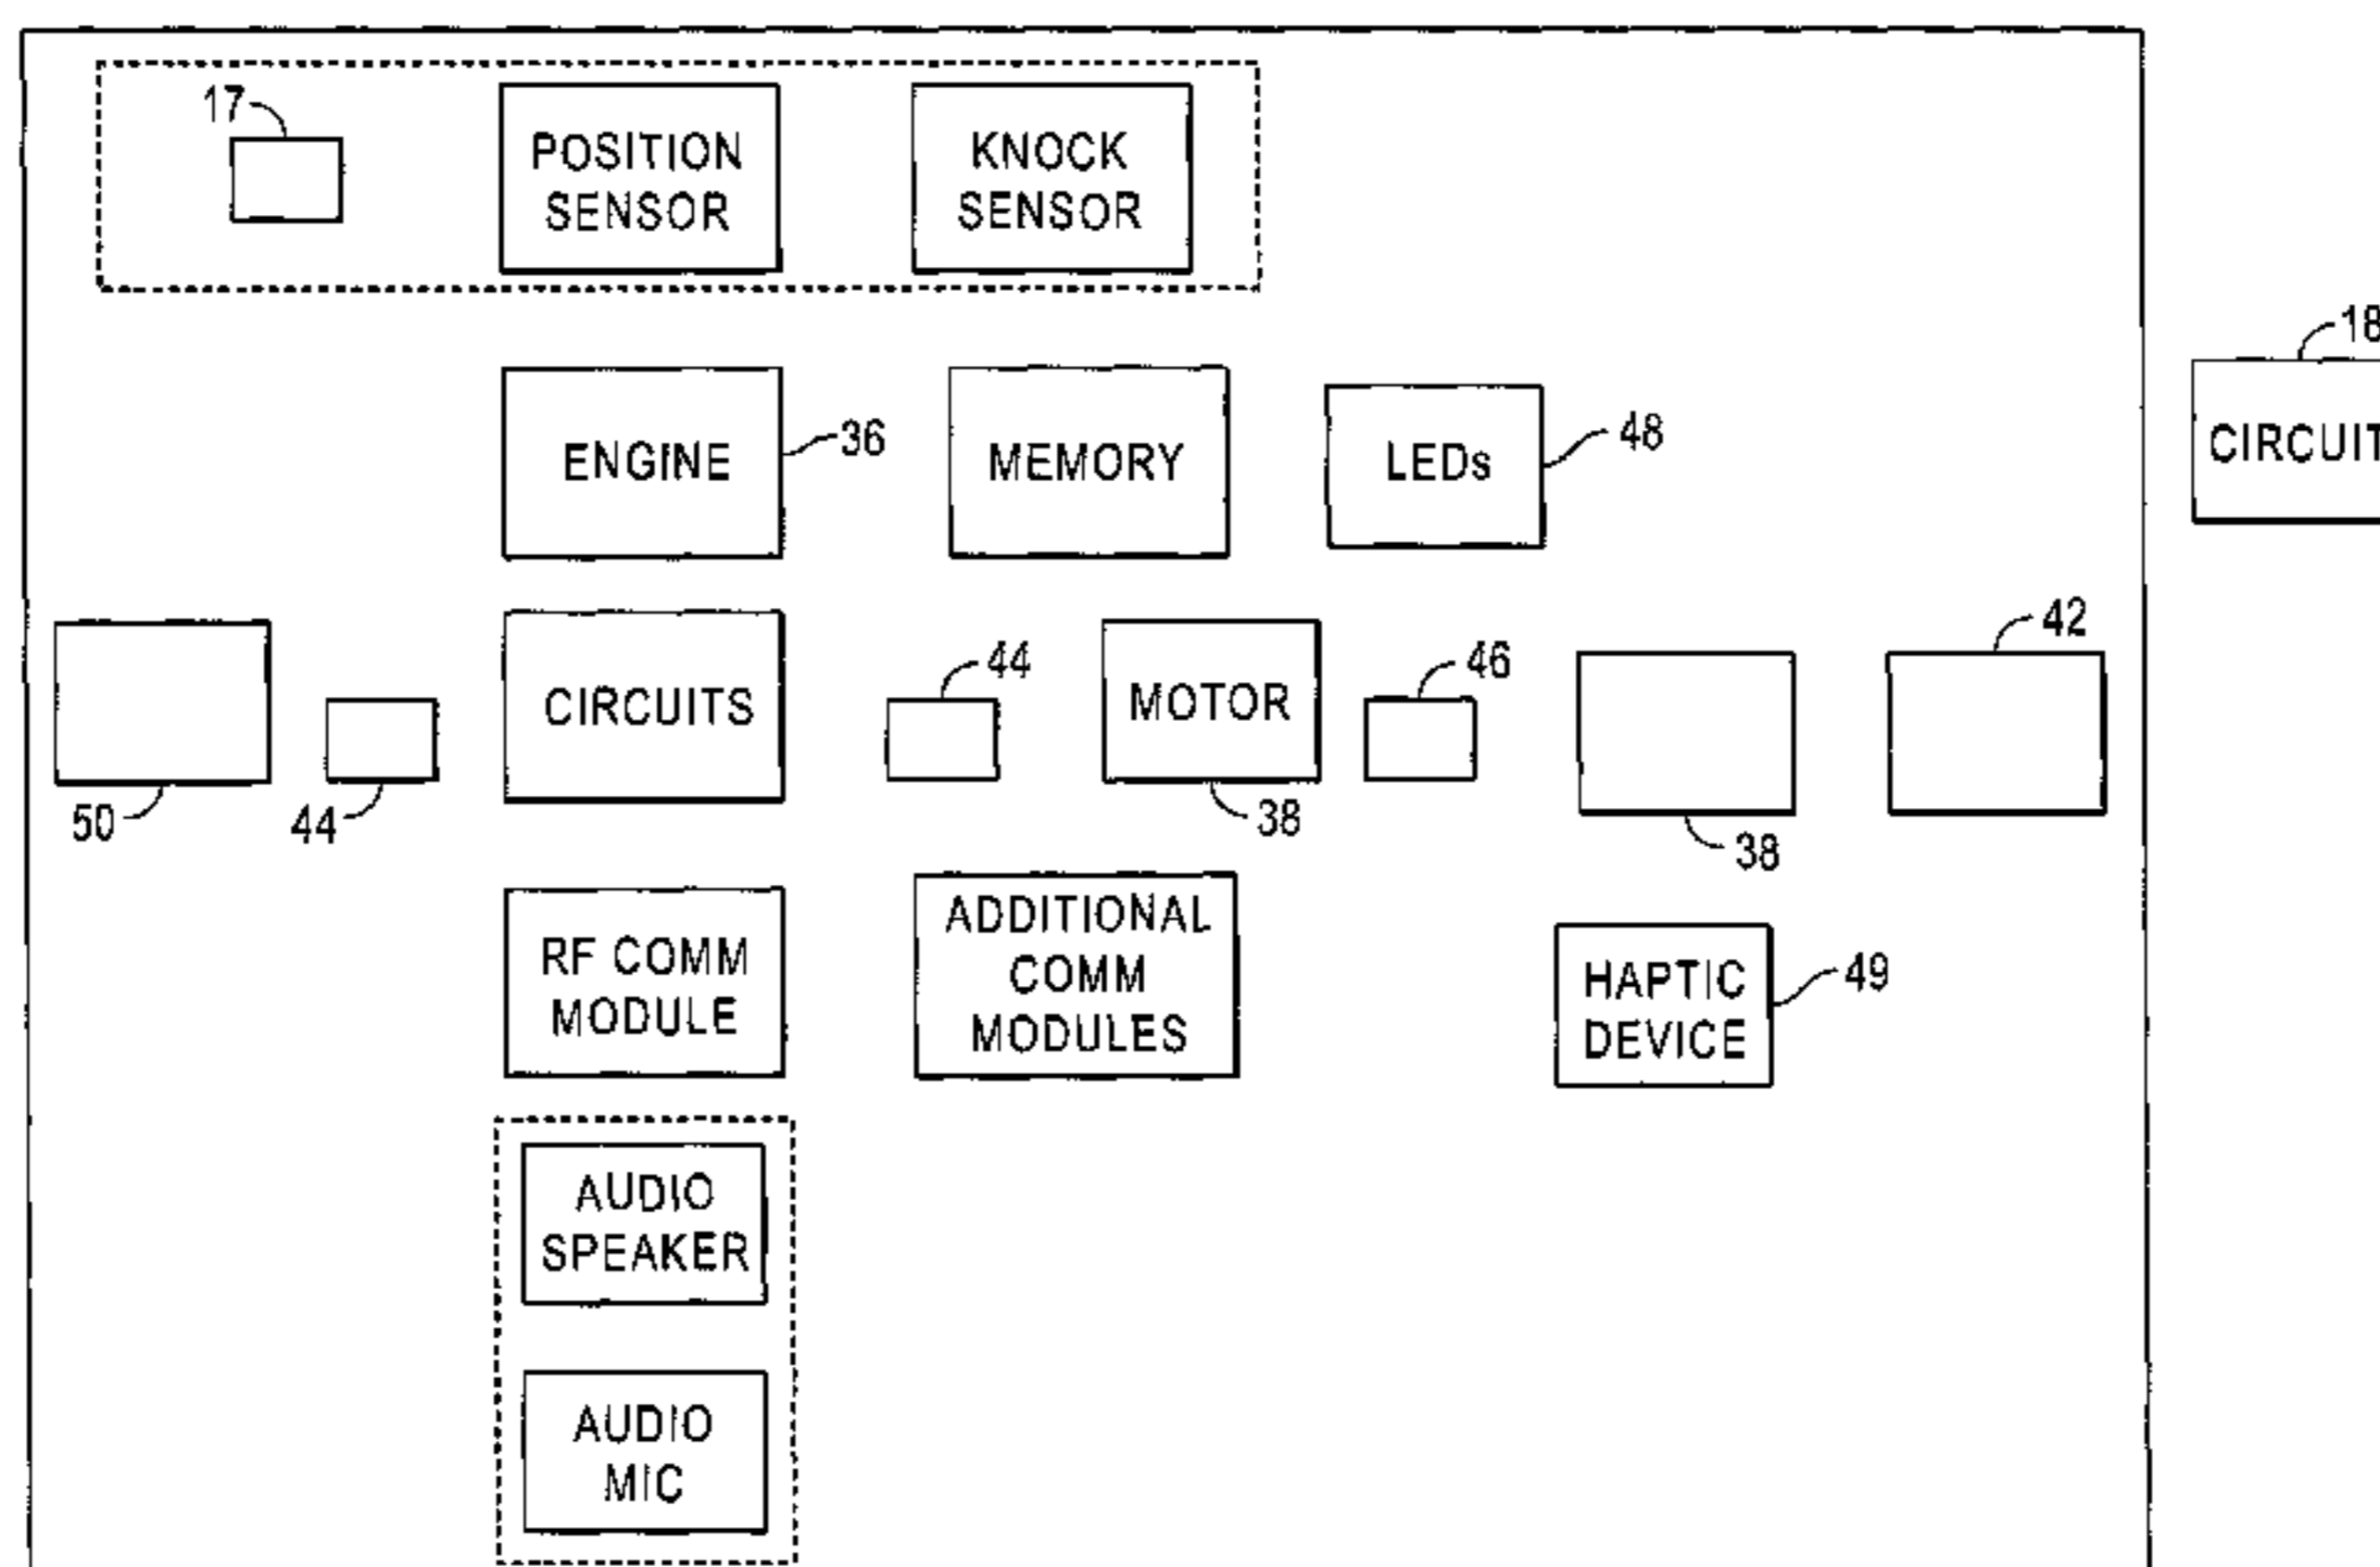 17
POSITION
SENSOR
KNOCK
SENSOR
18
ENGINE
36
MEMORY
LEDs
48
CIRCUIT
42
44
46
CIRCUITS
MOTOR
50
44
38
38
RF COMM
MODULE
ADDITIONAL
COMM
MODULES
HAPTIC
DEVICE
49
AUDIO
SPEAKER
AUDIO
MIC